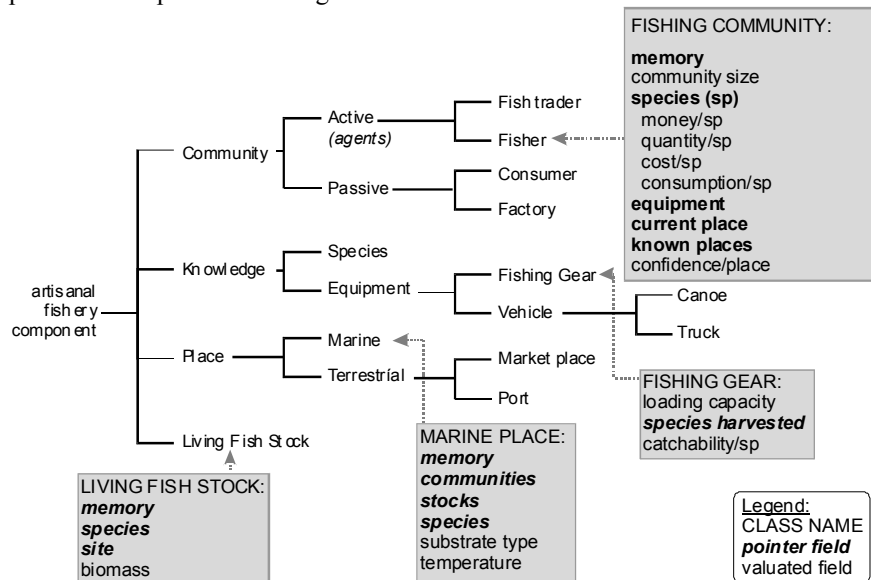 FISHING COMMUNITY:
memory
community size
species (sp)
money/sp
quantity/sp
cost/sp
consumption/sp
equipment
current place
known places
confidence/place
Fish trader
Active
(agents)
Fisher
Community
Consumer
Passive
Factory
Species
Knowledge
Fishing Gear
Equipment
Canoe
artisanal
fishery
component
Vehicle
Truck
Marine
Place
Market place
Terrestríal
Port
FISHING GEAR:
loading capacity
species harvested
catchability/sp
Living Fish Stock
MARINE PLACE:
memory
communities
stocks
species
substrate type
temperature
LIVING FISH STOCK:
memory
species
site
biomass
Legend:
CLASS NAME
pointer field
valuated field